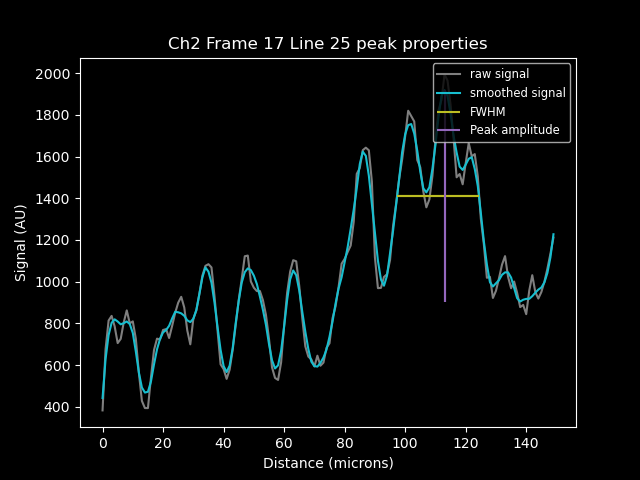 Ch2 Frame 17 Line 25 peak properties
raw signal
smoothed signal
FWHM
Peak amplitude
Signal (AU)
2000
1800
1600
1400
1200
1000
800
600
400
0 20 40 60 80 100 120 140
Distance (microns)